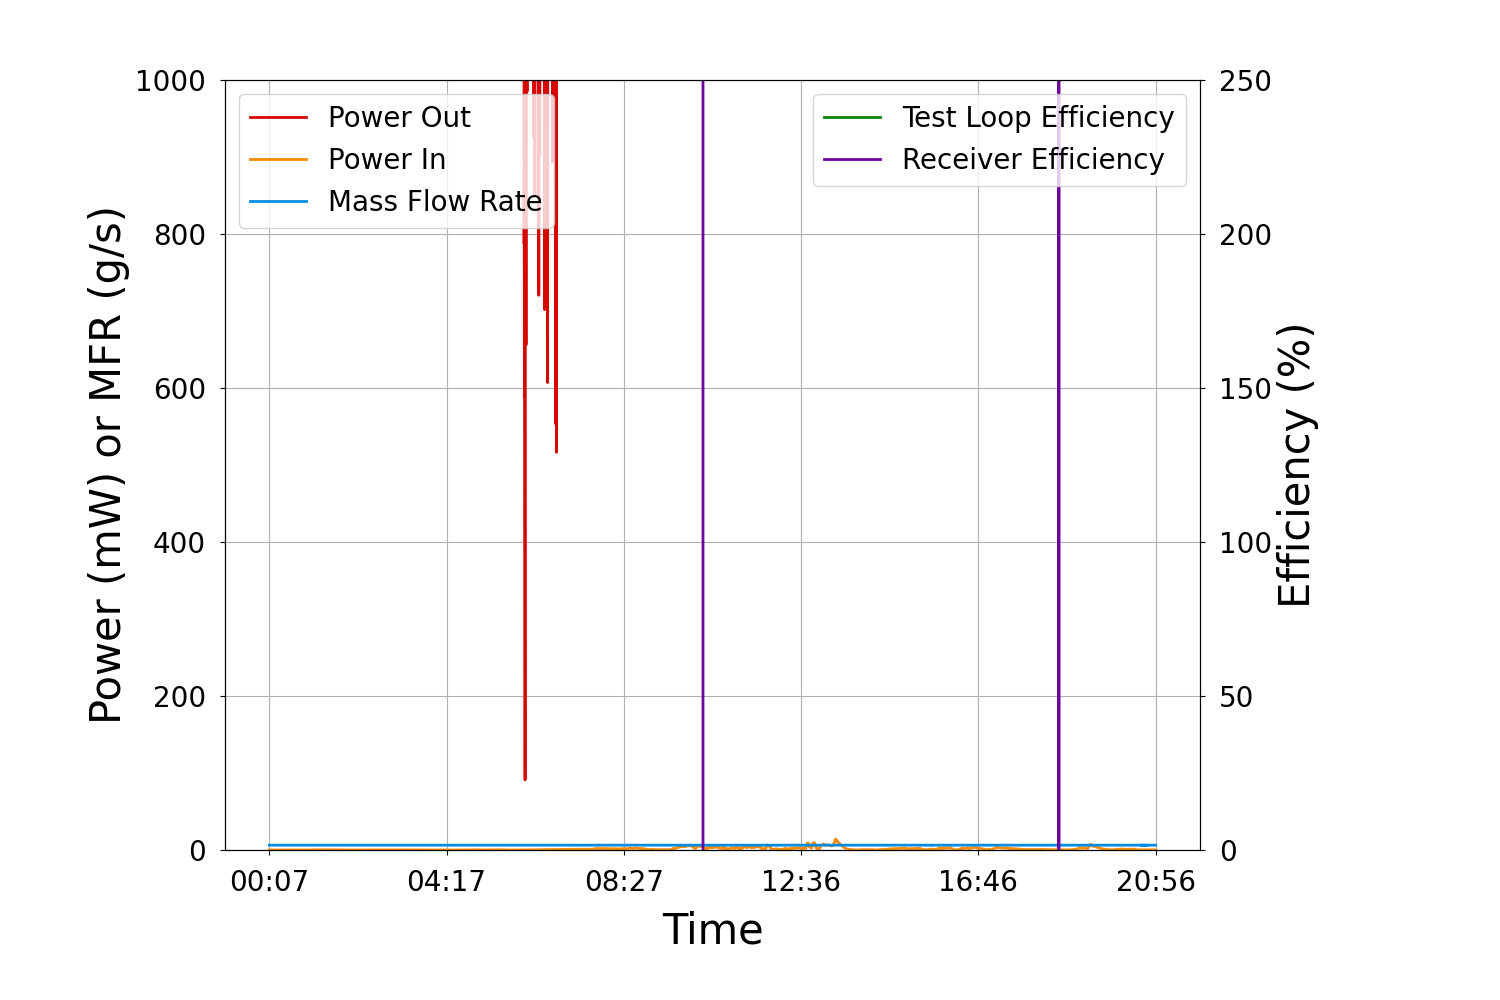 1000
800
600
400
200
0
Power (mW) or MFR (g/s)
Power Out
Power In
Mass Flow Rate
Test Loop Efficiency
Receiver Efficiency
250
200
150
100
50
0
Efficiency (%)
00:07 04:17 08:27 12:36 16:46 20:56
Time